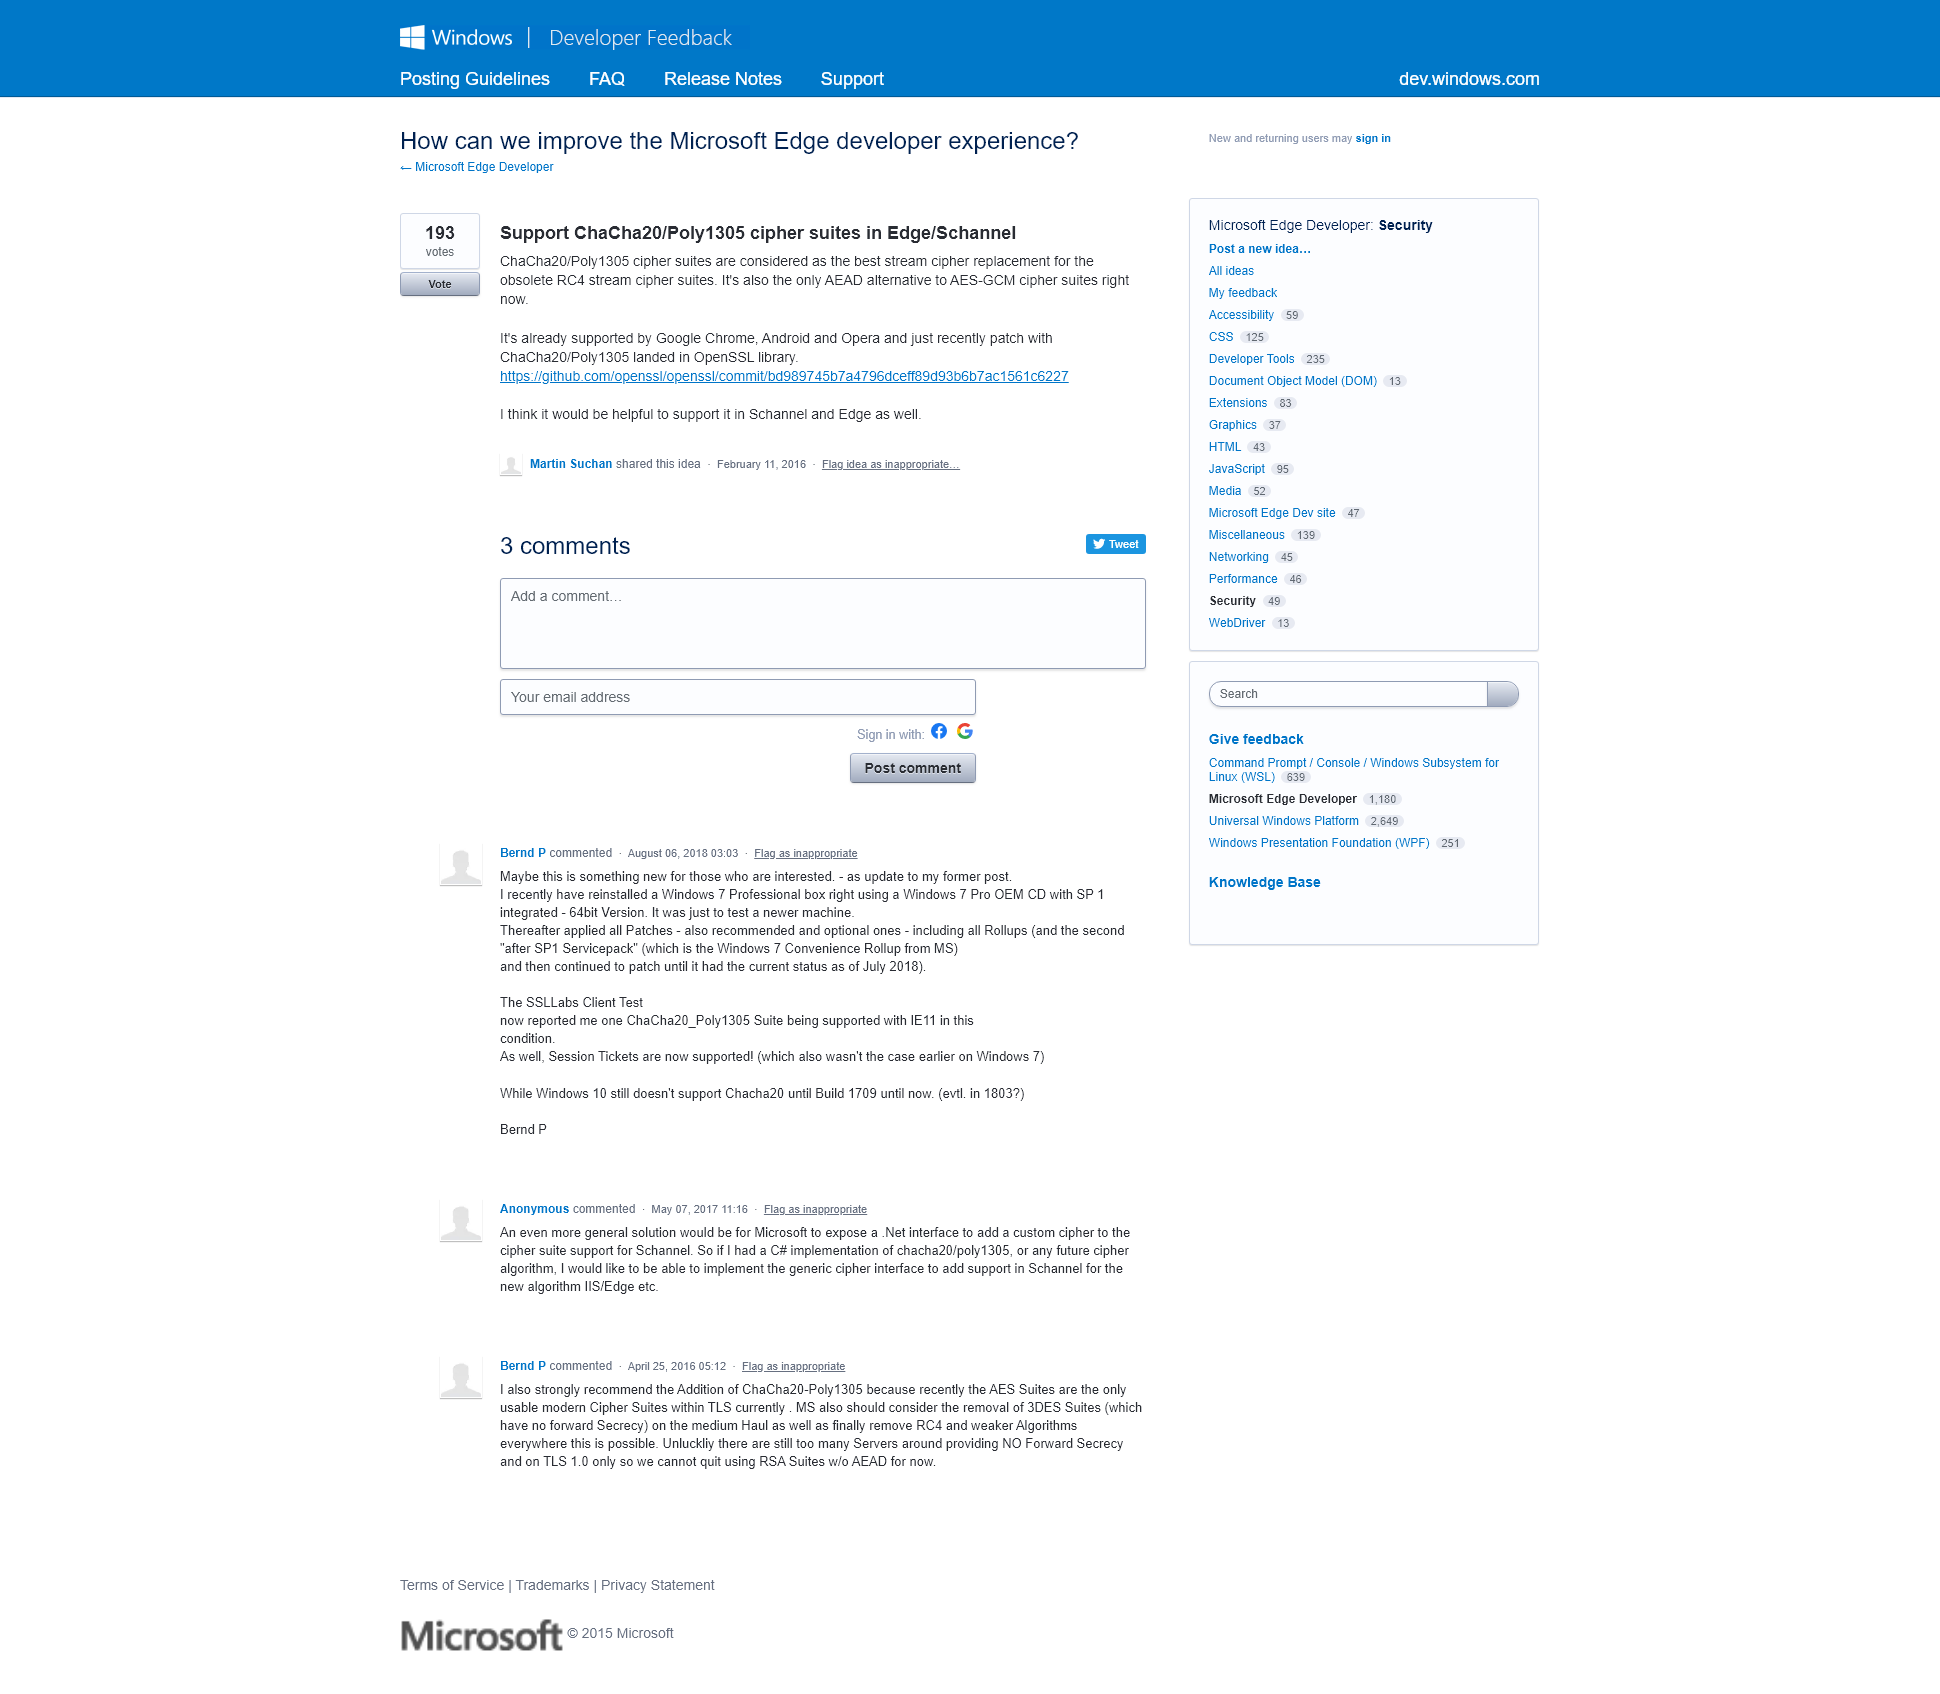 Windows | Developer Feedback
Posting Guidelines FAQ Release Notes Support dev.windows.com
How can we improve the Microsoft Edge developer experience?
← Microsoft Edge Developer
New and returning users may sign in
193
votes
Vote
Support ChaCha20/Poly1305 cipher suites in Edge/Schannel
ChaCha20/Poly1305 cipher suites are considered as the best stream cipher replacement for the
obsolete RC4 stream cipher suites. It's also the only AEAD alternative to AES-GCM cipher suites right
now.
It's already supported by Google Chrome, Android and Opera and just recently patch with
ChaCha20/Poly1305 landed in OpenSSL library.
https://github.com/openssl/openssl/commit/bd989745b7a4796dceff89d93b6b7ac1561c6227
I think it would be helpful to support it in Schannel and Edge as well.
Martin Suchan shared this idea · February 11, 2016 · Flag idea as inappropriate…
3 comments
Tweet
Add a comment…
Your email address
Sign in with:
Post comment
Bernd P commented · August 06, 2018 03:03 · Flag as inappropriate
Maybe this is something new for those who are interested. - as update to my former post.
I recently have reinstalled a Windows 7 Professional box right using a Windows 7 Pro OEM CD with SP 1
integrated - 64bit Version. It was just to test a newer machine.
Thereafter applied all Patches - also recommended and optional ones - including all Rollups (and the second
"after SP1 Servicepack" (which is the Windows 7 Convenience Rollup from MS)
and then continued to patch until it had the current status as of July 2018).
The SSLLabs Client Test
now reported me one ChaCha20_Poly1305 Suite being supported with IE11 in this
condition.
As well, Session Tickets are now supported! (which also wasn't the case earlier on Windows 7)
While Windows 10 still doesn't support Chacha20 until Build 1709 until now. (evtl. in 1803?)
Bernd P
Anonymous commented · May 07, 2017 11:16 · Flag as inappropriate
An even more general solution would be for Microsoft to expose a .Net interface to add a custom cipher to the
cipher suite support for Schannel. So if I had a C# implementation of chacha20/poly1305, or any future cipher
algorithm, I would like to be able to implement the generic cipher interface to add support in Schannel for the
new algorithm IIS/Edge etc.
Bernd P commented · April 25, 2016 05:12 · Flag as inappropriate
I also strongly recommend the Addition of ChaCha20-Poly1305 because recently the AES Suites are the only
usable modern Cipher Suites within TLS currently . MS also should consider the removal of 3DES Suites (which
have no forward Secrecy) on the medium Haul as well as finally remove RC4 and weaker Algorithms
everywhere this is possible. Unluckliy there are still too many Servers around providing NO Forward Secrecy
and on TLS 1.0 only so we cannot quit using RSA Suites w/o AEAD for now.
Microsoft Edge Developer: Security
Post a new idea…
All ideas
My feedback
Accessibility 59
CSS 125
Developer Tools 235
Document Object Model (DOM) 13
Extensions 83
Graphics 37
HTML 43
JavaScript 95
Media 52
Microsoft Edge Dev site 47
Miscellaneous 139
Networking 45
Performance 46
Security 49
WebDriver 13
Search
Give feedback
Command Prompt / Console / Windows Subsystem for
Linux (WSL) 639
Microsoft Edge Developer 1,180
Universal Windows Platform 2,649
Windows Presentation Foundation (WPF) 251
Knowledge Base
Terms of Service | Trademarks | Privacy Statement
Microsoft © 2015 Microsoft